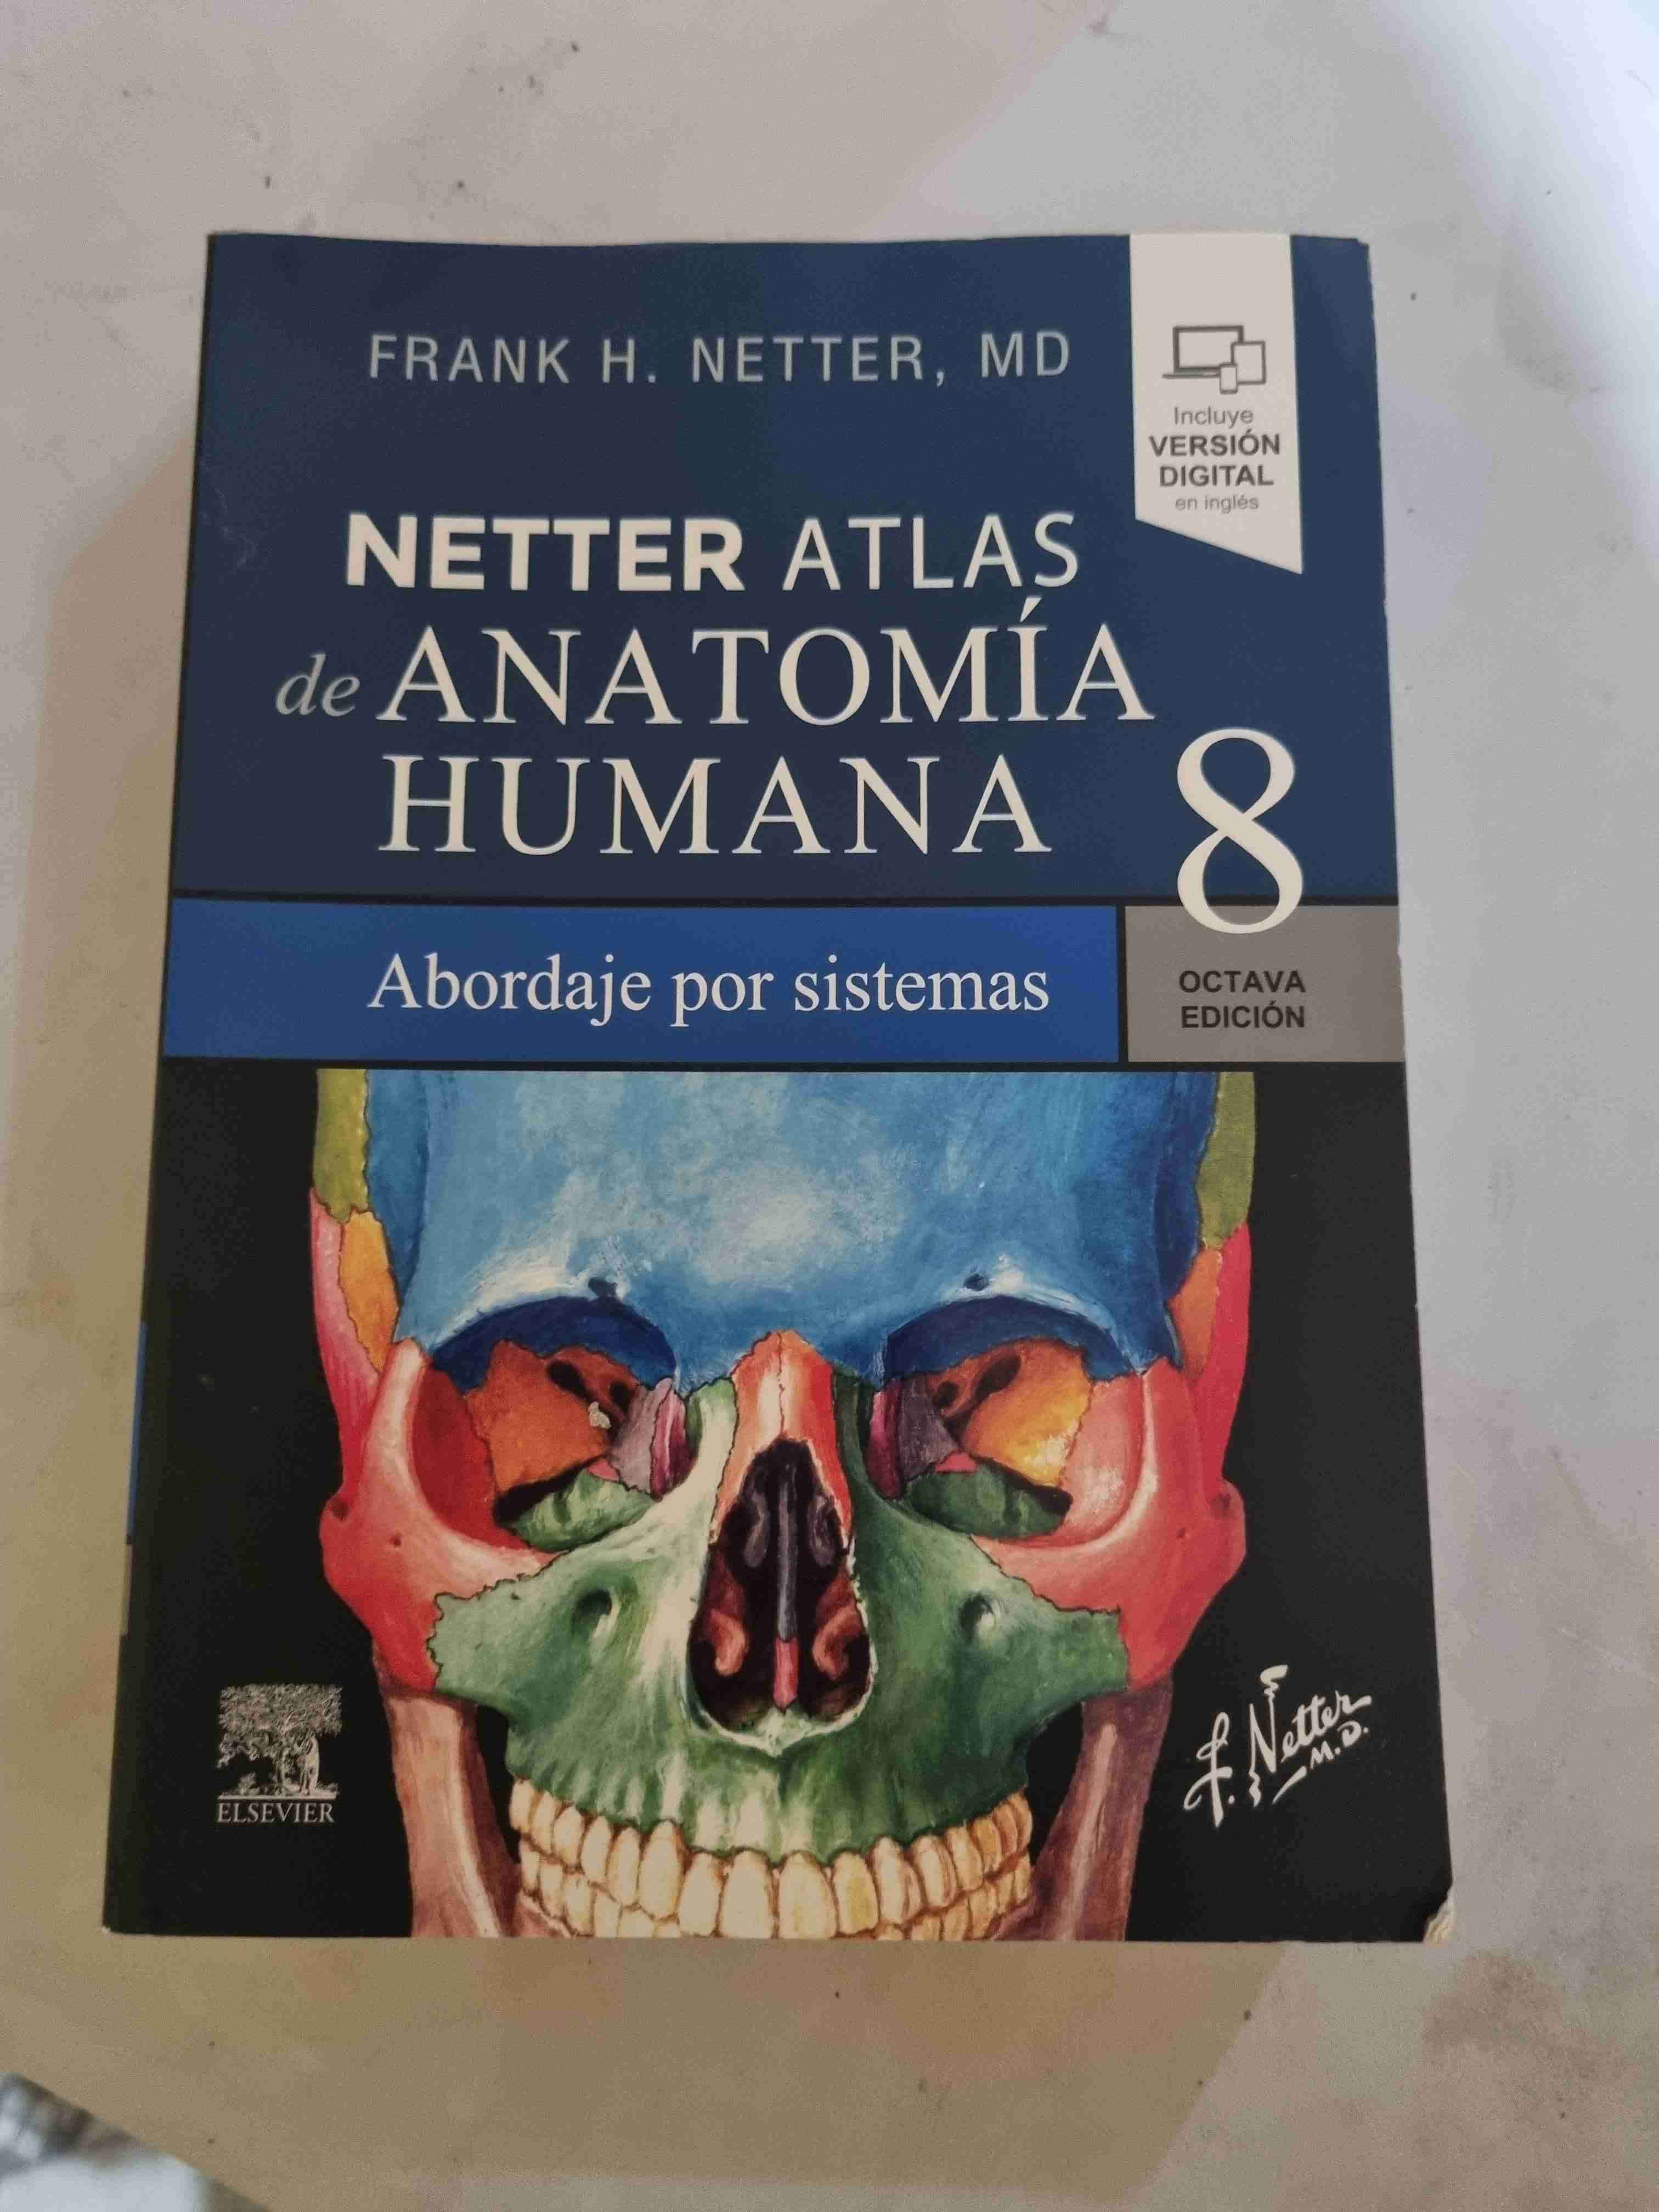 FRANK H. NETTER, MD
Incluye
VERSIÓN
DIGITAL
en inglés
NETTER ATLAS
de ANATOMÍA
HUMANA
8
OCTAVA
EDICIÓN
Abordaje por sistemas
F. Netter
M.D.
ELSEVIER